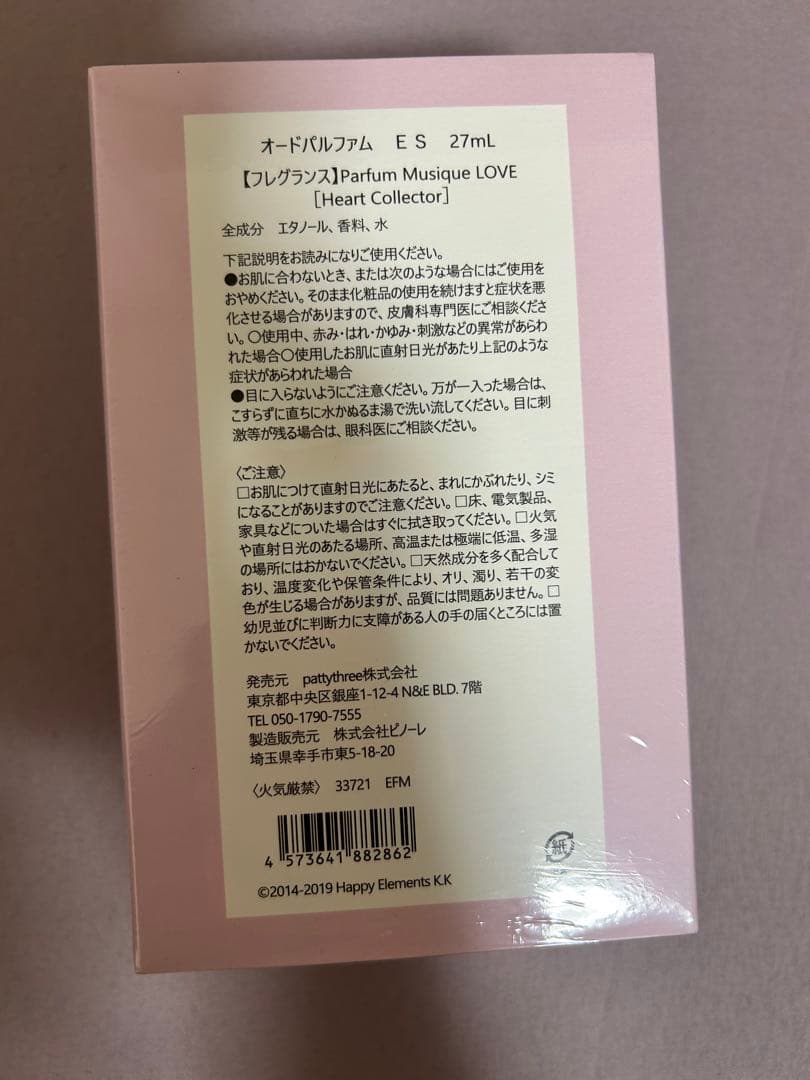 オードパルファム　ＥＳ　27mL
【フレグランス】Parfum Musique LOVE
［Heart Collector］
全成分　エタノール、香料、水
下記説明をお読みになりご使用ください。
●お肌に合わないとき、または次のような場合にはご使用を
おやめください。そのまま化粧品の使用を続けますと症状を悪
化させる場合がありますので、皮膚科専門医にご相談くださ
い。○使用中、赤み・はれ・かゆみ・刺激などの異常があらわ
れた場合○使用したお肌に直射日光があたり上記のような
症状があらわれた場合
●目に入らないようにご注意ください。万が一入った場合は、
こすらずに直ちに水かぬるま湯で洗い流してください。目に刺
激等が残る場合は、眼科医にご相談ください。
〈ご注意〉
□お肌につけて直射日光にあたると、まれにかぶれたり、シミ
になることがありますのでご注意ください。□床、電気製品、
家具などについた場合はすぐに拭き取ってください。□火気
や直射日光のあたる場所、高温または極端に低温、多湿
の場所にはおかないでください。□天然成分を多く配合して
おり、温度変化や保管条件により、オリ、濁り、若干の変
色が生じる場合がありますが、品質には問題ありません。□
幼児並びに判断力に支障がある人の手の届くところには置
かないでください。
発売元　pattythree株式会社
東京都中央区銀座1-12-4 N&E BLD. 7階
TEL 050-1790-7555
製造販売元　株式会社ピノーレ
埼玉県幸手市東5-18-20
〈火気厳禁〉　33721　EFM
4 573641 882862
紙
©2014-2019 Happy Elements K.K